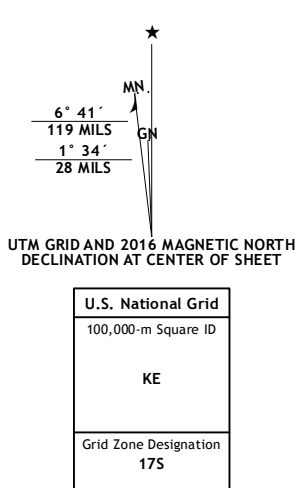 ★
MN
6° 41´
119 MILS
GN
1° 34´
28 MILS
UTM GRID AND 2016 MAGNETIC NORTH
DECLINATION AT CENTER OF SHEET
U.S. National Grid
100,000-m Square ID
KE
Grid Zone Designation
17S